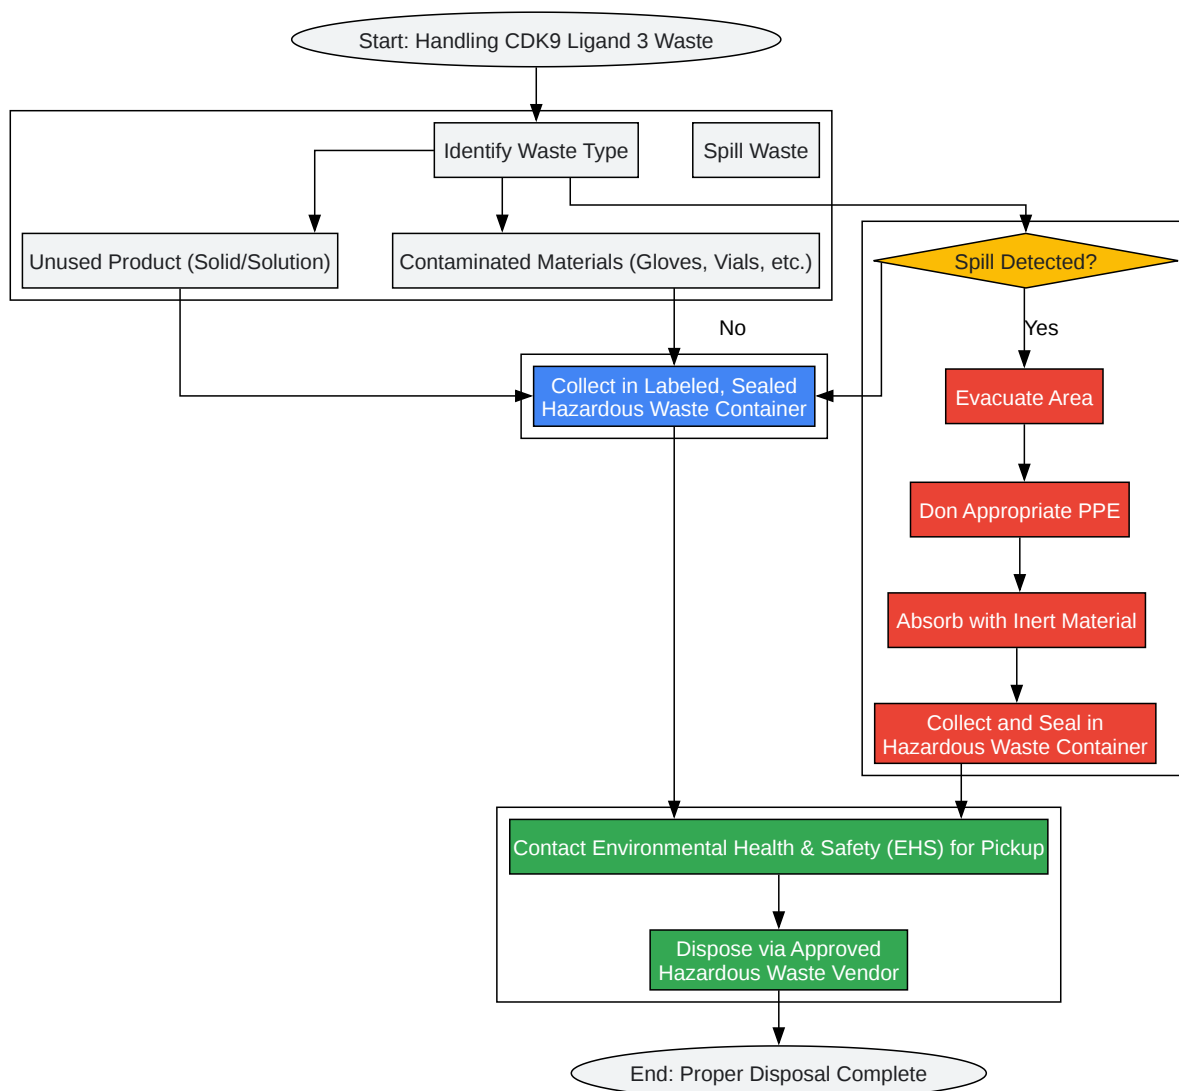 Start: Handling CDK9 Ligand 3 Waste
Identify Waste Type
Spill Waste
Unused Product (Solid/Solution)
Contaminated Materials (Gloves, Vials, etc.)
Spill Detected?
No
Yes
Collect in Labeled, Sealed
Hazardous Waste Container
Evacuate Area
Don Appropriate PPE
Absorb with Inert Material
Collect and Seal in
Hazardous Waste Container
Contact Environmental Health & Safety (EHS) for Pickup
Dispose via Approved
Hazardous Waste Vendor
End: Proper Disposal Complete